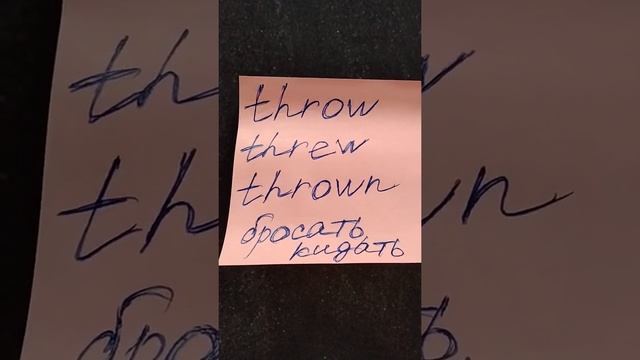 throw
threw
thrown
бросать,
кидать